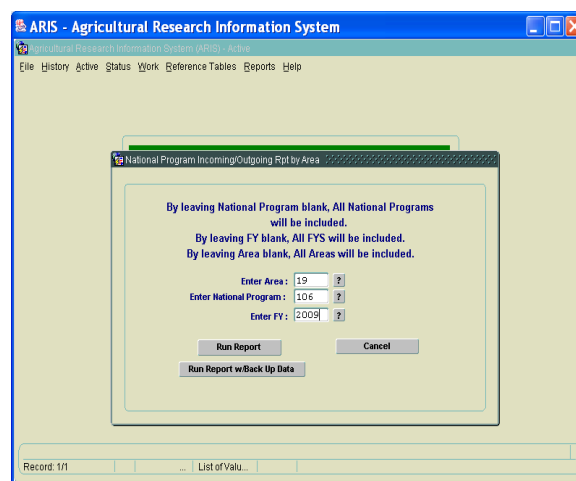 ARIS - Agricultural Research Information System
Agricultural Research Information System (ARIS) - Active
File History Active Status Work Reference Tables Reports Help
National Program Incoming/Outgoing Rpt by Area
By leaving National Program blank, All National Programs
will be included.
By leaving FY blank, All FYS will be included.
By leaving Area blank, All Areas will be included.
Enter Area : 19 ?
Enter National Program : 106 ?
Enter FY : 2009 ?
Run Report Cancel
Run Report w/Back Up Data
Record: 1/1 ... List of Valu...